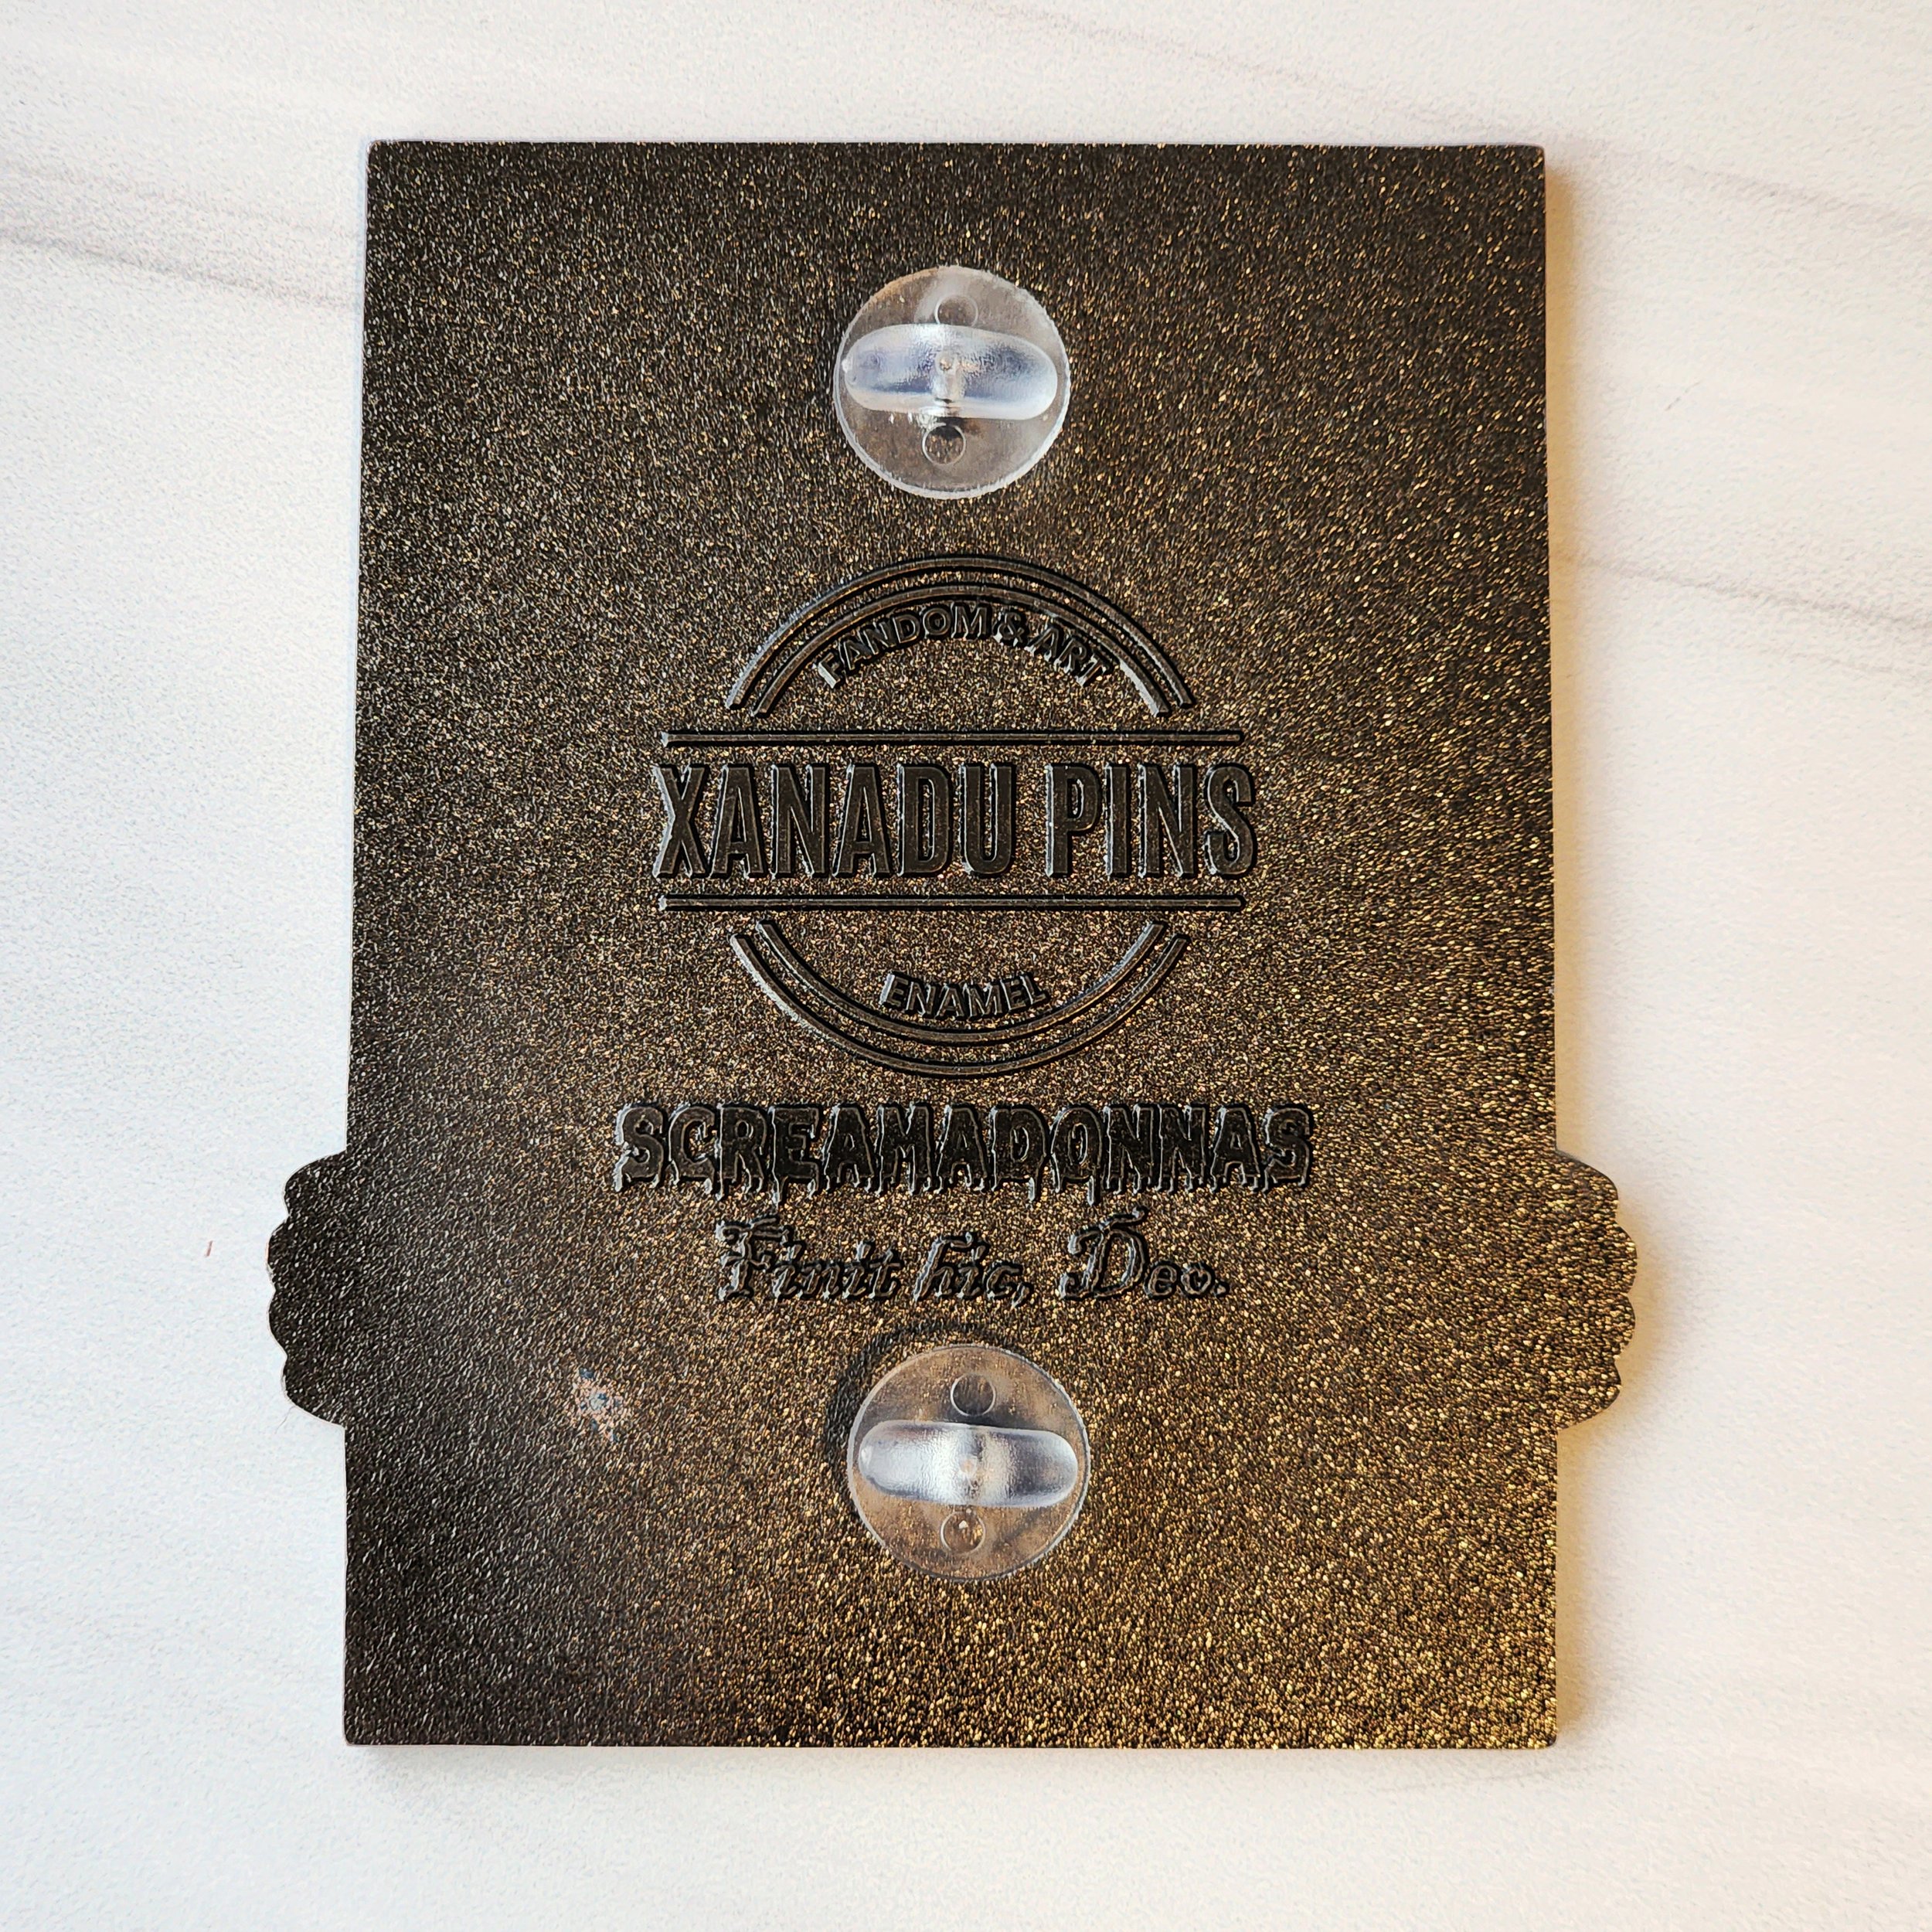 FANDOM & ART
XANADU PINS
ENAMEL
SCREAMADONNAS
Finit hic, Deo.